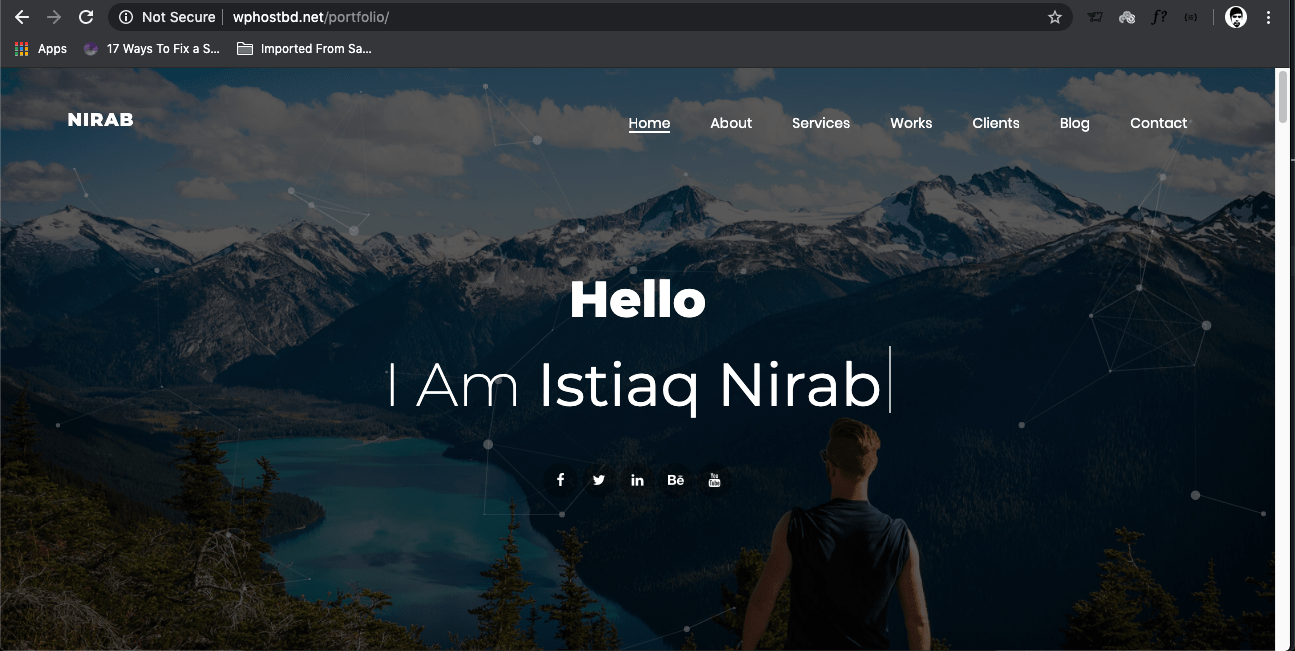 Not Secure wphostbd.net/portfolio/ f? {s}
Apps 17 Ways To Fix a S... Imported From Sa...
NIRAB Home About Services Works Clients Blog Contact
Hello
I Am Istiaq Nirab
f in Bē You Tube